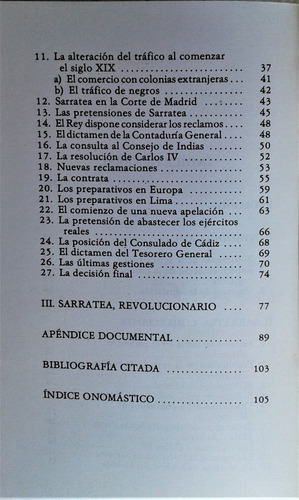 11. La alteración del tráfico al comenzar
el siglo XIX ........................ 37
a) El comercio con colonias extranjeras... 41
b) El tráfico de negros ............... 42
12. Sarratea en la Corte de Madrid ....... 43
13. Las pretensiones de Sarratea .......... 45
14. El Rey dispone considerar los reclamos .. 48
15. El dictamen de la Contaduría General ... 48
16. La consulta al Consejo de Indias ....... 50
17. La resolución de Carlos IV ............ 52
18. Nuevas reclamaciones ................ 53
19. La contrata ........................ 55
20. Los preparativos en Europa ........... 59
21. Los preparativos en Lima ............. 61
22. El comienzo de una nueva apelación .... 63
23. La pretensión de abastecer los ejércitos
reales ............................ 66
24. La posición del Consulado de Cádiz .... 68
25. El dictamen del Tesorero General ...... 69
26. Las últimas gestiones ................ 70
27. La decisión final .................... 74
III. SARRATEA, REVOLUCIONARIO .... 77
APÉNDICE DOCUMENTAL .............. 89
BIBLIOGRAFÍA CITADA .............. 103
ÍNDICE ONOMÁSTICO ................ 105